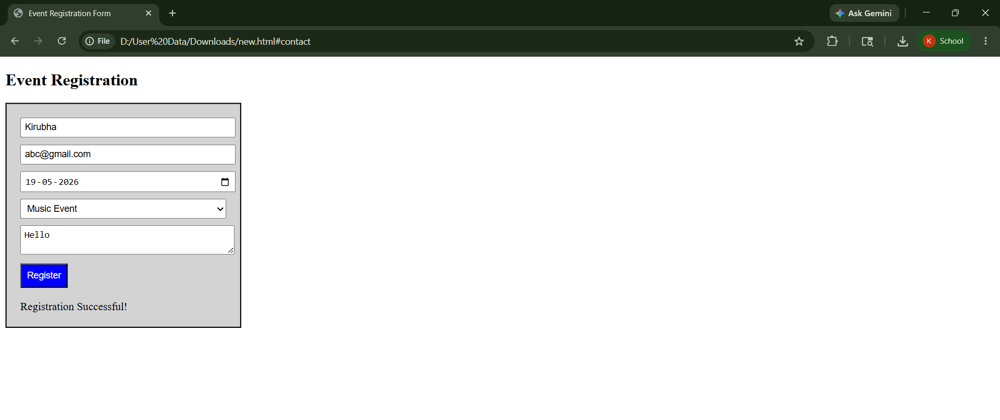 Event Registration Form
Ask Gemini
File
D:/User%20Data/Downloads/new.html#contact
K
School
Event Registration
Kirubha
abc@gmail.com
19-05-2026
Music Event
Hello
Register
Registration Successful!